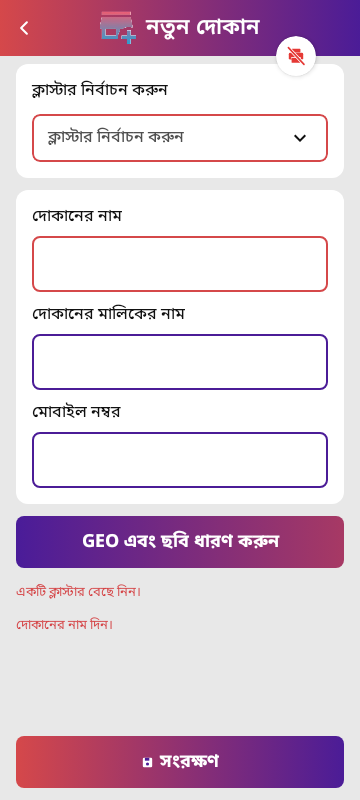 নতুন দোকান
ক্লাস্টার নির্বাচন করুন
ক্লাস্টার নির্বাচন করুন
দোকানের নাম
দোকানের মালিকের নাম
মোবাইল নম্বর
GEO এবং ছবি ধারণ করুন
একটি ক্লাস্টার বেছে নিন।
দোকানের নাম দিন।
সংরক্ষণ